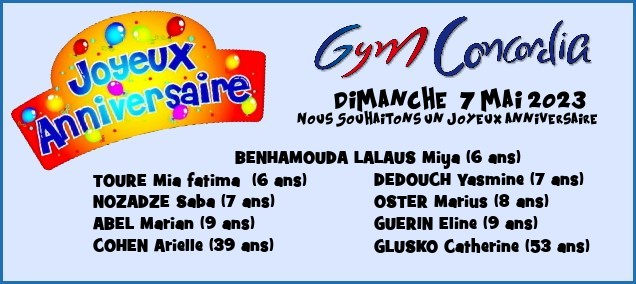 Joyeux
Anniversaire
Gym Concordia
DIMANCHE 7 MAI 2023
NOUS SOUHAITONS UN JOYEUX ANNIVERSAIRE
BENHAMOUDA LALAUS Miya (6 ans)
TOURE Mia fatima (6 ans)
DEDOUCH Yasmine (7 ans)
NOZADZE Saba (7 ans)
OSTER Marius (8 ans)
ABEL Marian (9 ans)
GUERIN Eline (9 ans)
COHEN Arielle (39 ans)
GLUSKO Catherine (53 ans)